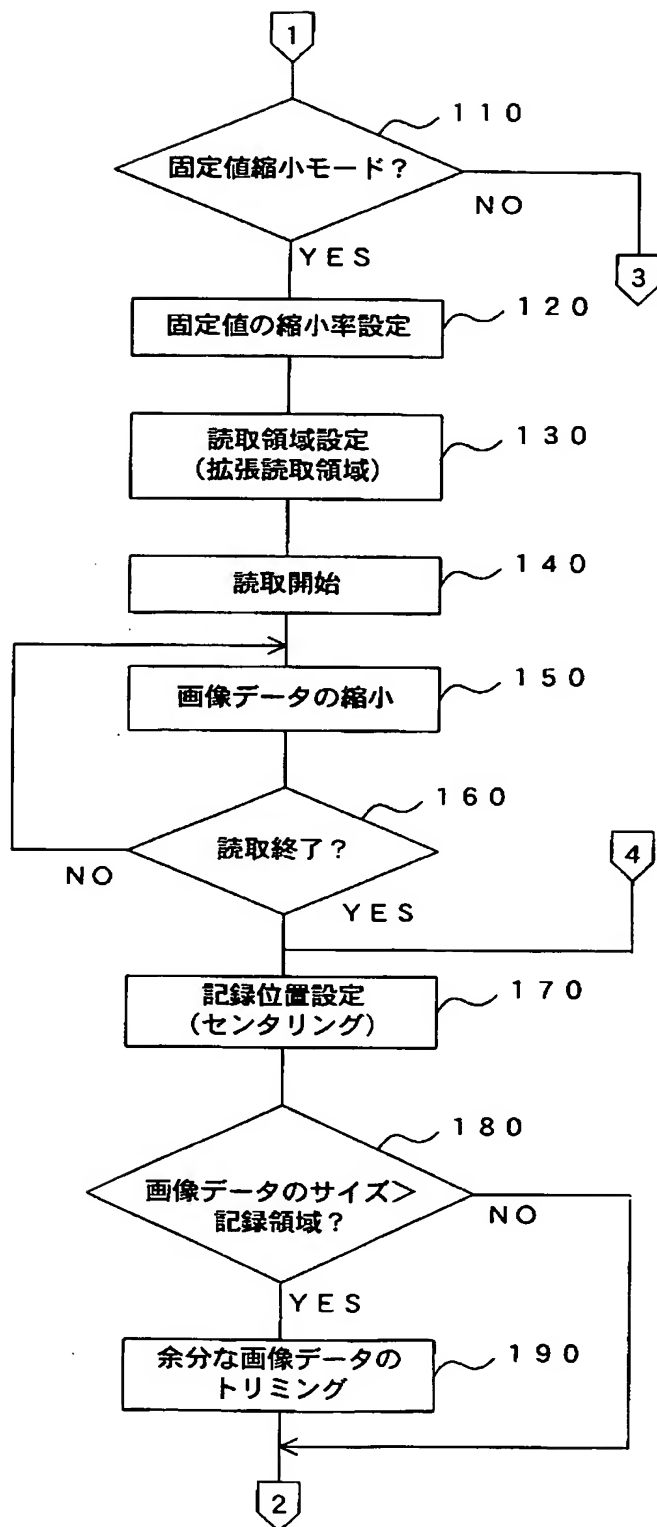 1
110
固定値縮小モード？
NO
YES
3
固定値の縮小率設定
120
読取領域設定
（拡張読取領域）
130
読取開始
140
画像データの縮小
150
160
読取終了？
NO
YES
4
記録位置設定
（センタリング）
170
180
画像データのサイズ＞
記録領域？
NO
YES
余分な画像データの
トリミング
190
2